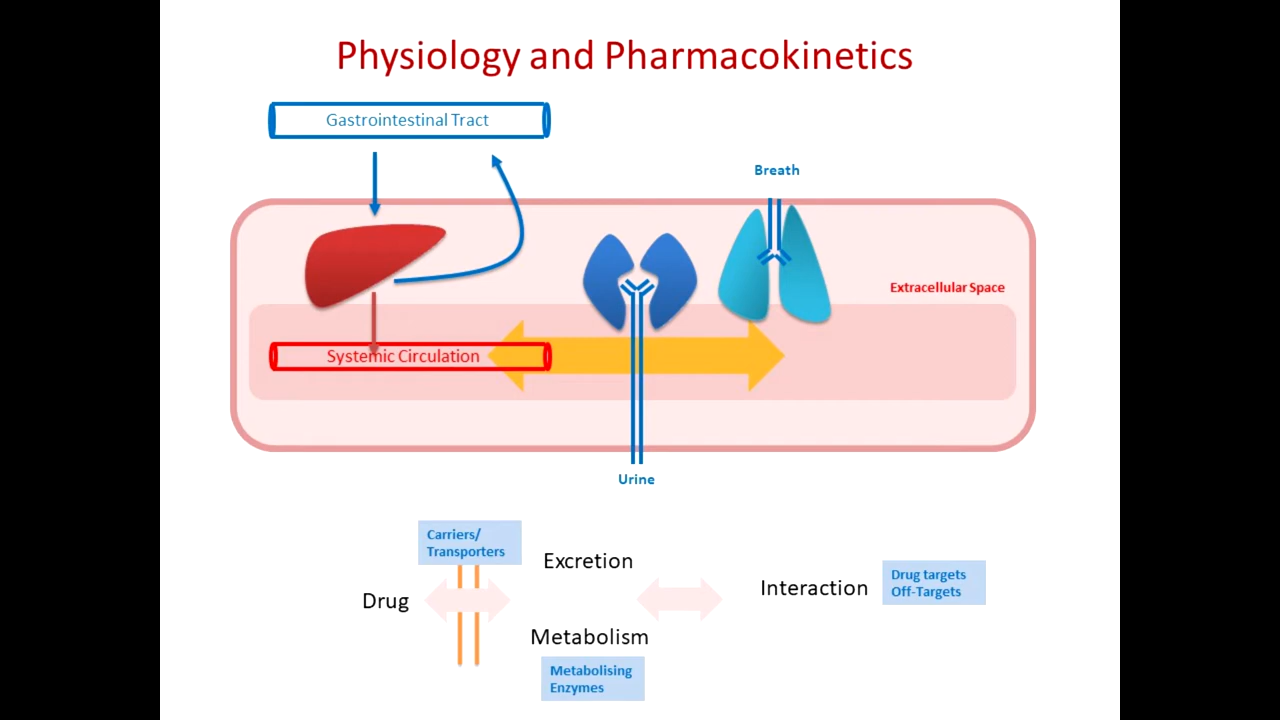 Physiology and Pharmacokinetics
Gastrointestinal Tract
Breath
Extracellular Space
Systemic Circulation
Urine
Carriers/
Transporters
Excretion
Drug
Interaction
Drug targets
Off-Targets
Metabolism
Metabolising
Enzymes